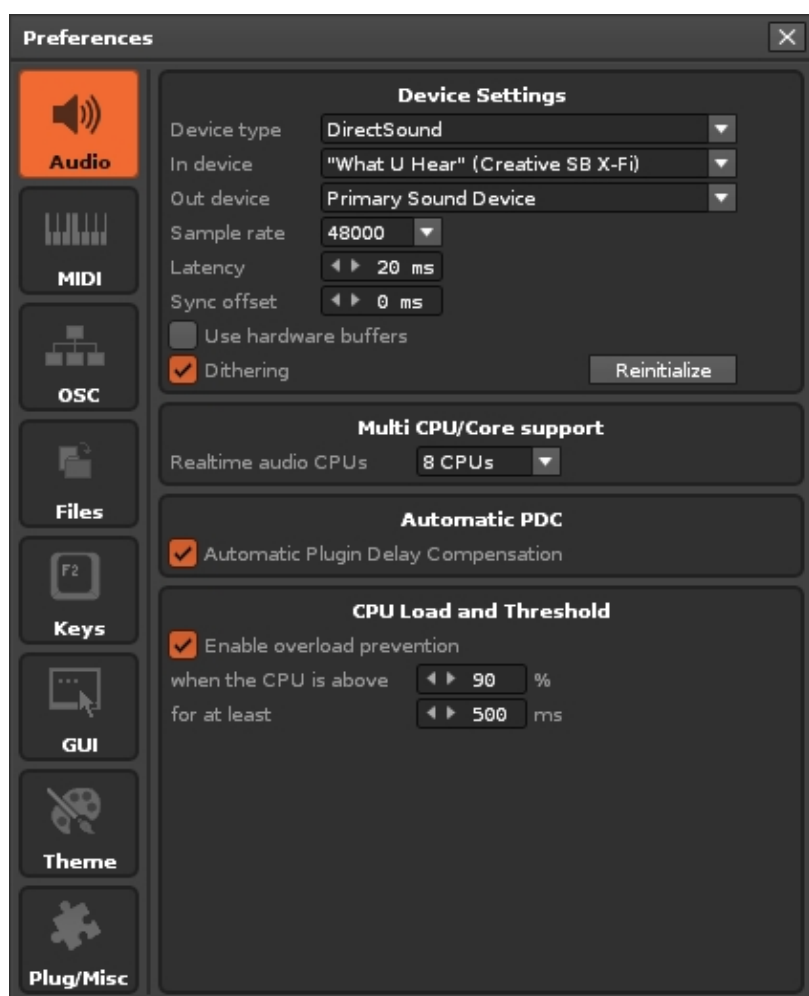 Preferences
Audio
MIDI
OSC
Files
F2
Keys
GUI
Theme
Plug/Misc
Device Settings
Device type DirectSound
In device "What U Hear" (Creative SB X-Fi)
Out device Primary Sound Device
Sample rate 48000
Latency 20 ms
Sync offset 0 ms
Use hardware buffers
Dithering Reinitialize
Multi CPU/Core support
Realtime audio CPUs 8 CPUs
Automatic PDC
Automatic Plugin Delay Compensation
CPU Load and Threshold
Enable overload prevention
when the CPU is above 90 %
for at least 500 ms